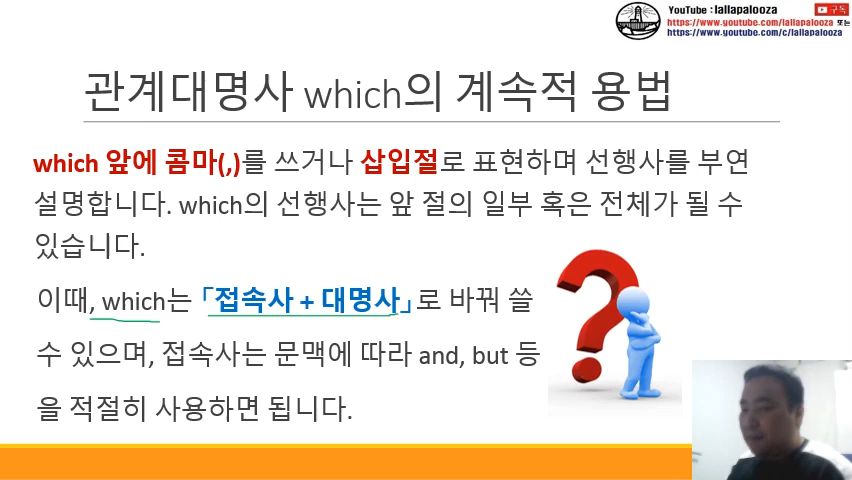 YouTube : lallapalooza 구독
https://www.youtube.com/lallapalooza 또는
https://www.youtube.com/c/lallapalooza
관계대명사 which의 계속적 용법
which 앞에 콤마(,)를 쓰거나 삽입절로 표현하며 선행사를 부연
설명합니다. which의 선행사는 앞 절의 일부 혹은 전체가 될 수
있습니다.
이때, which는 「접속사 + 대명사」로 바꿔 쓸
수 있으며, 접속사는 문맥에 따라 and, but 등
을 적절히 사용하면 됩니다.